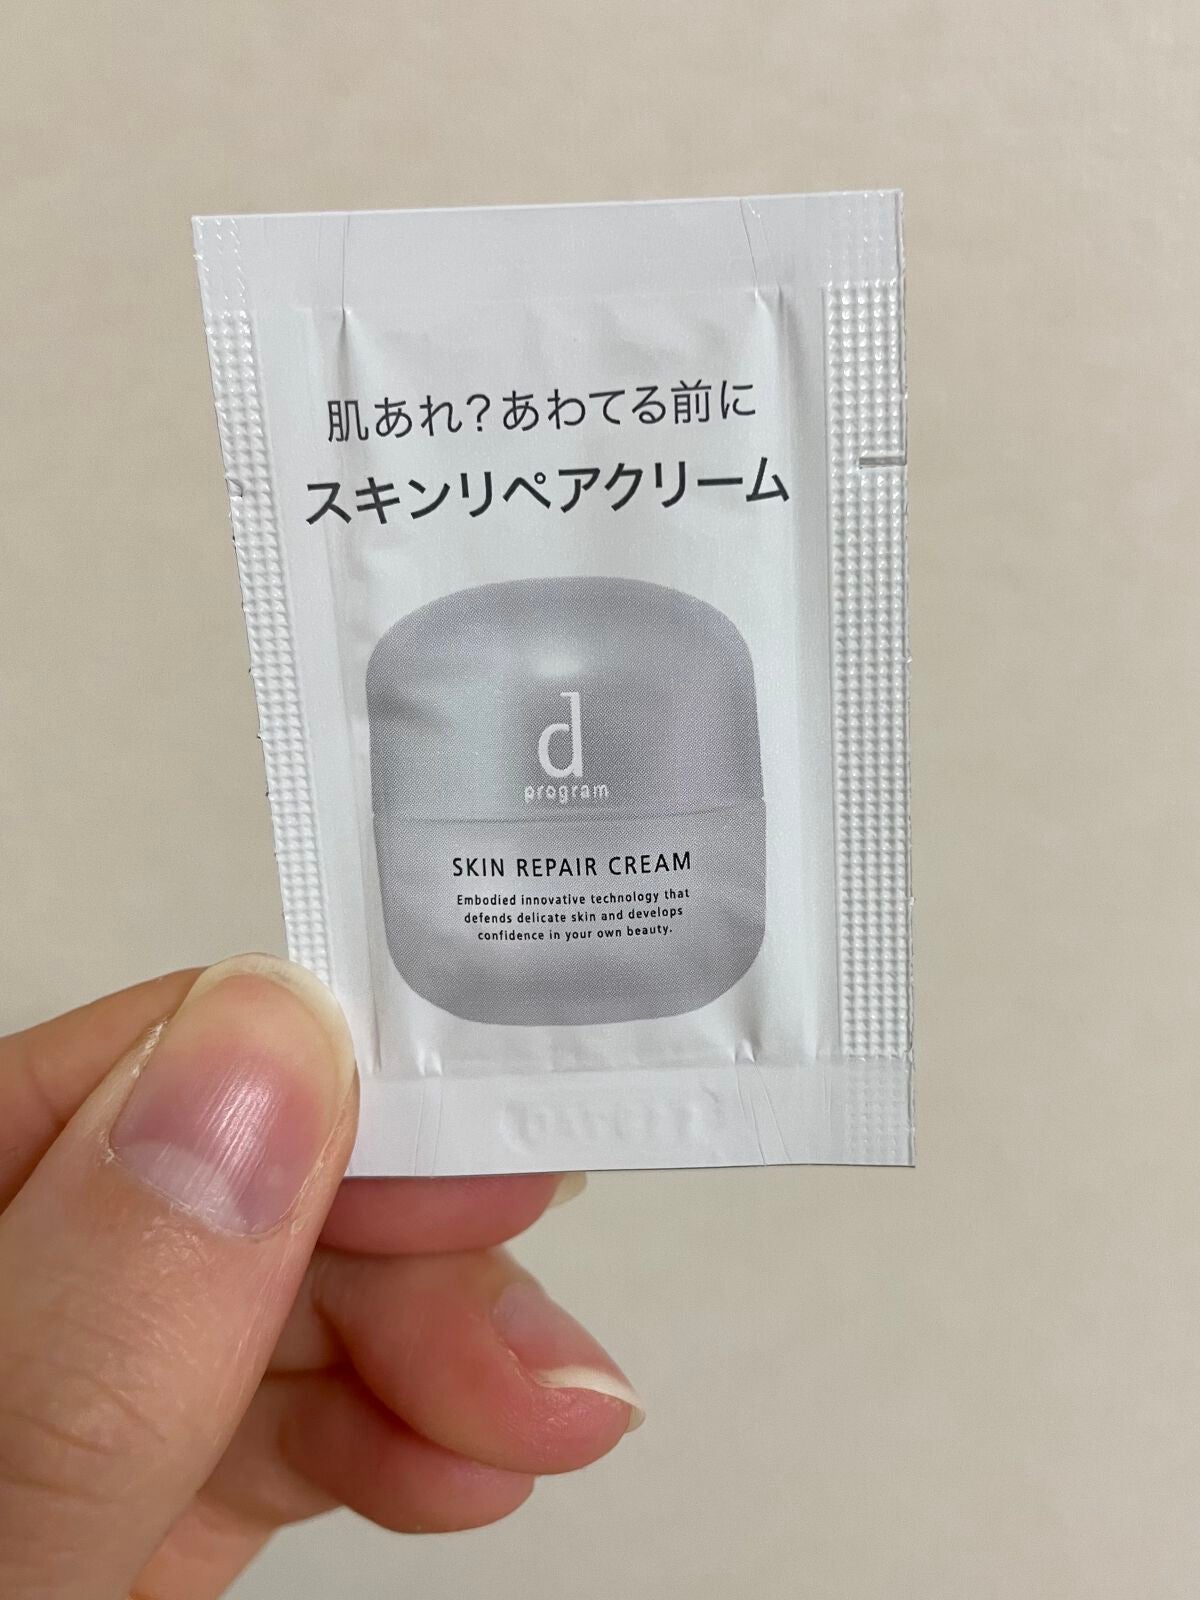 肌あれ?あわてる前に
スキンリペアクリーム
d
program
SKIN REPAIR CREAM
Embodied innovative technology that
defends delicate skin and develops
confidence in your own beauty.